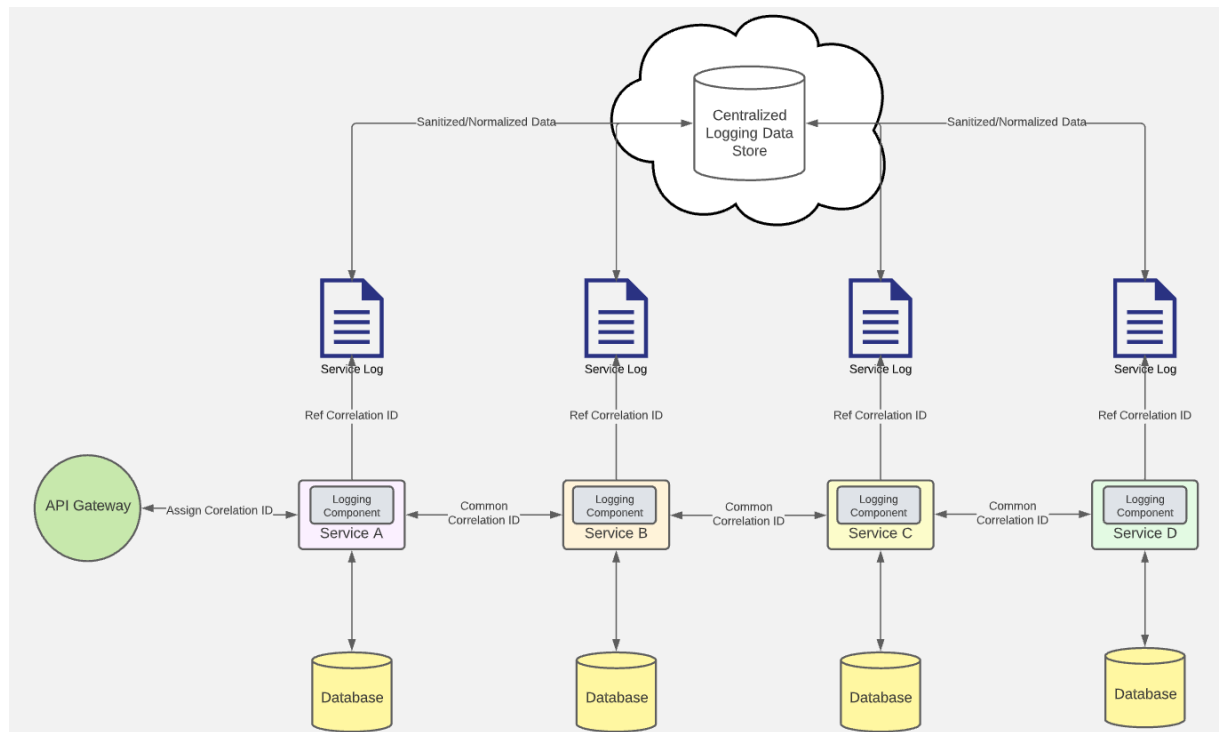 Centralized
Logging Data
Store
Sanitized/Normalized Data
Sanitized/Normalized Data
Service Log
Service Log
Service Log
Service Log
Ref Correlation ID
Ref Correlation ID
Ref Correlation ID
Ref Correlation ID
API Gateway
Assign Corelation ID
Logging
Component
Service A
Common
Correlation ID
Logging
Component
Service B
Common
Correlation ID
Logging
Component
Service C
Common
Correlation ID
Logging
Component
Service D
Database
Database
Database
Database